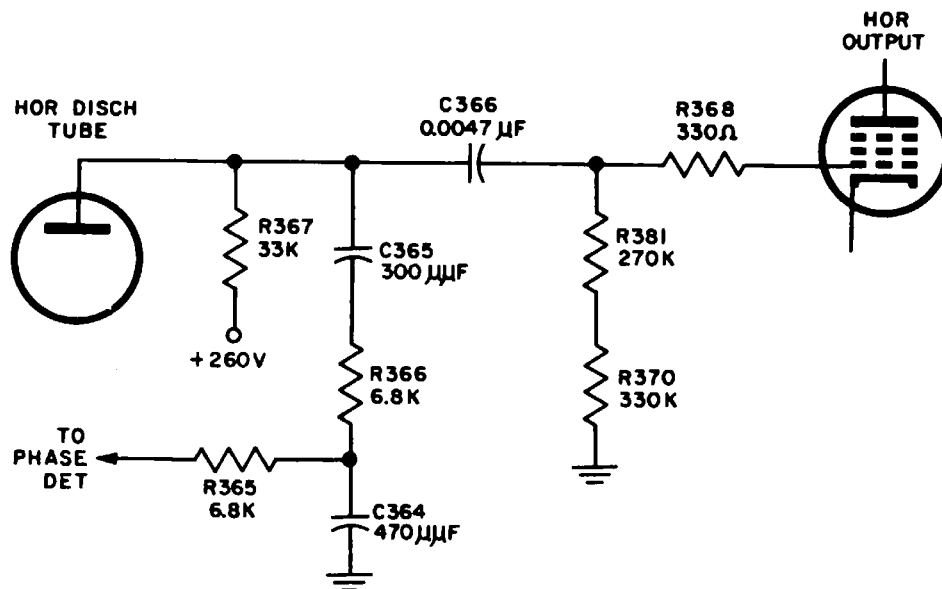 HOR
OUTPUT
HOR DISCH
TUBE
C366
0.0047 µF
R368
330Ω
R367
33K
C365
300 µµF
R381
270K
+260V
R366
6.8K
R370
330K
TO
PHASE
DET
R365
6.8K
C364
470 µµF